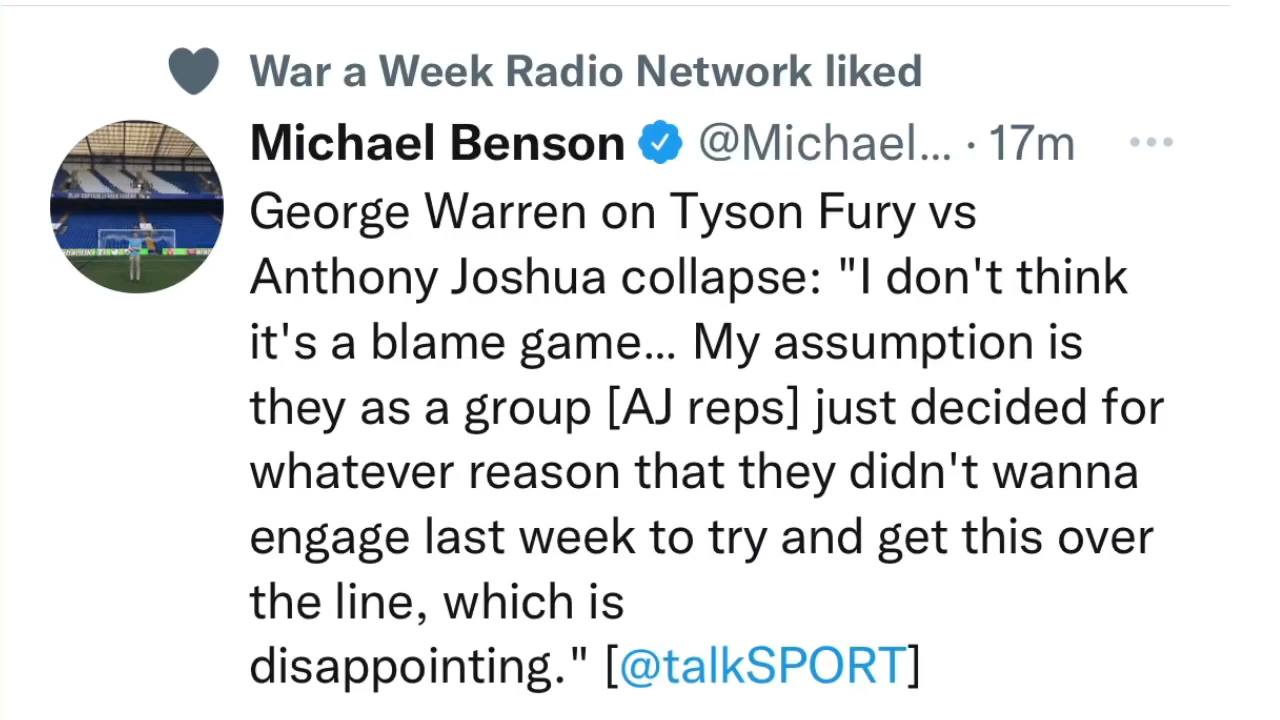 War a Week Radio Network liked
Michael Benson @Michael... · 17m
George Warren on Tyson Fury vs
Anthony Joshua collapse: "I don't think
it's a blame game... My assumption is
they as a group [AJ reps] just decided for
whatever reason that they didn't wanna
engage last week to try and get this over
the line, which is
disappointing." [@talkSPORT]